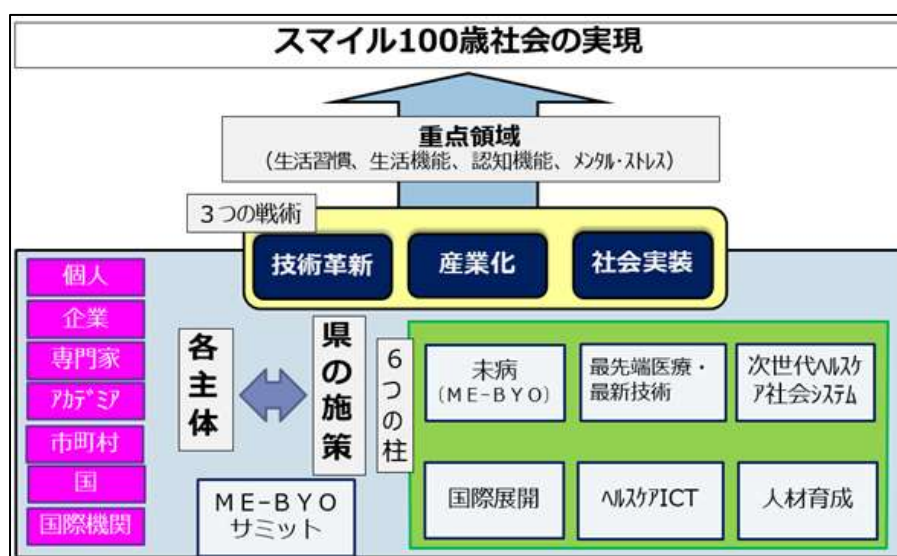 スマイル100歳社会の実現
重点領域
(生活習慣、生活機能、認知機能、ﾒﾝﾀﾙ・ｽﾄﾚｽ)
3つの戦術
技術革新
産業化
社会実装
個人
企業
専門家
ｱｶﾃﾞﾐｱ
市町村
国
国際機関
各主体
県の施策
6つの柱
未病
(ME-BYO)
最先端医療・
最新技術
次世代ﾍﾙｽｹ
ｱ社会ｼｽﾃﾑ
国際展開
ﾍﾙｽｹｱICT
人材育成
ME-BYO
サミット